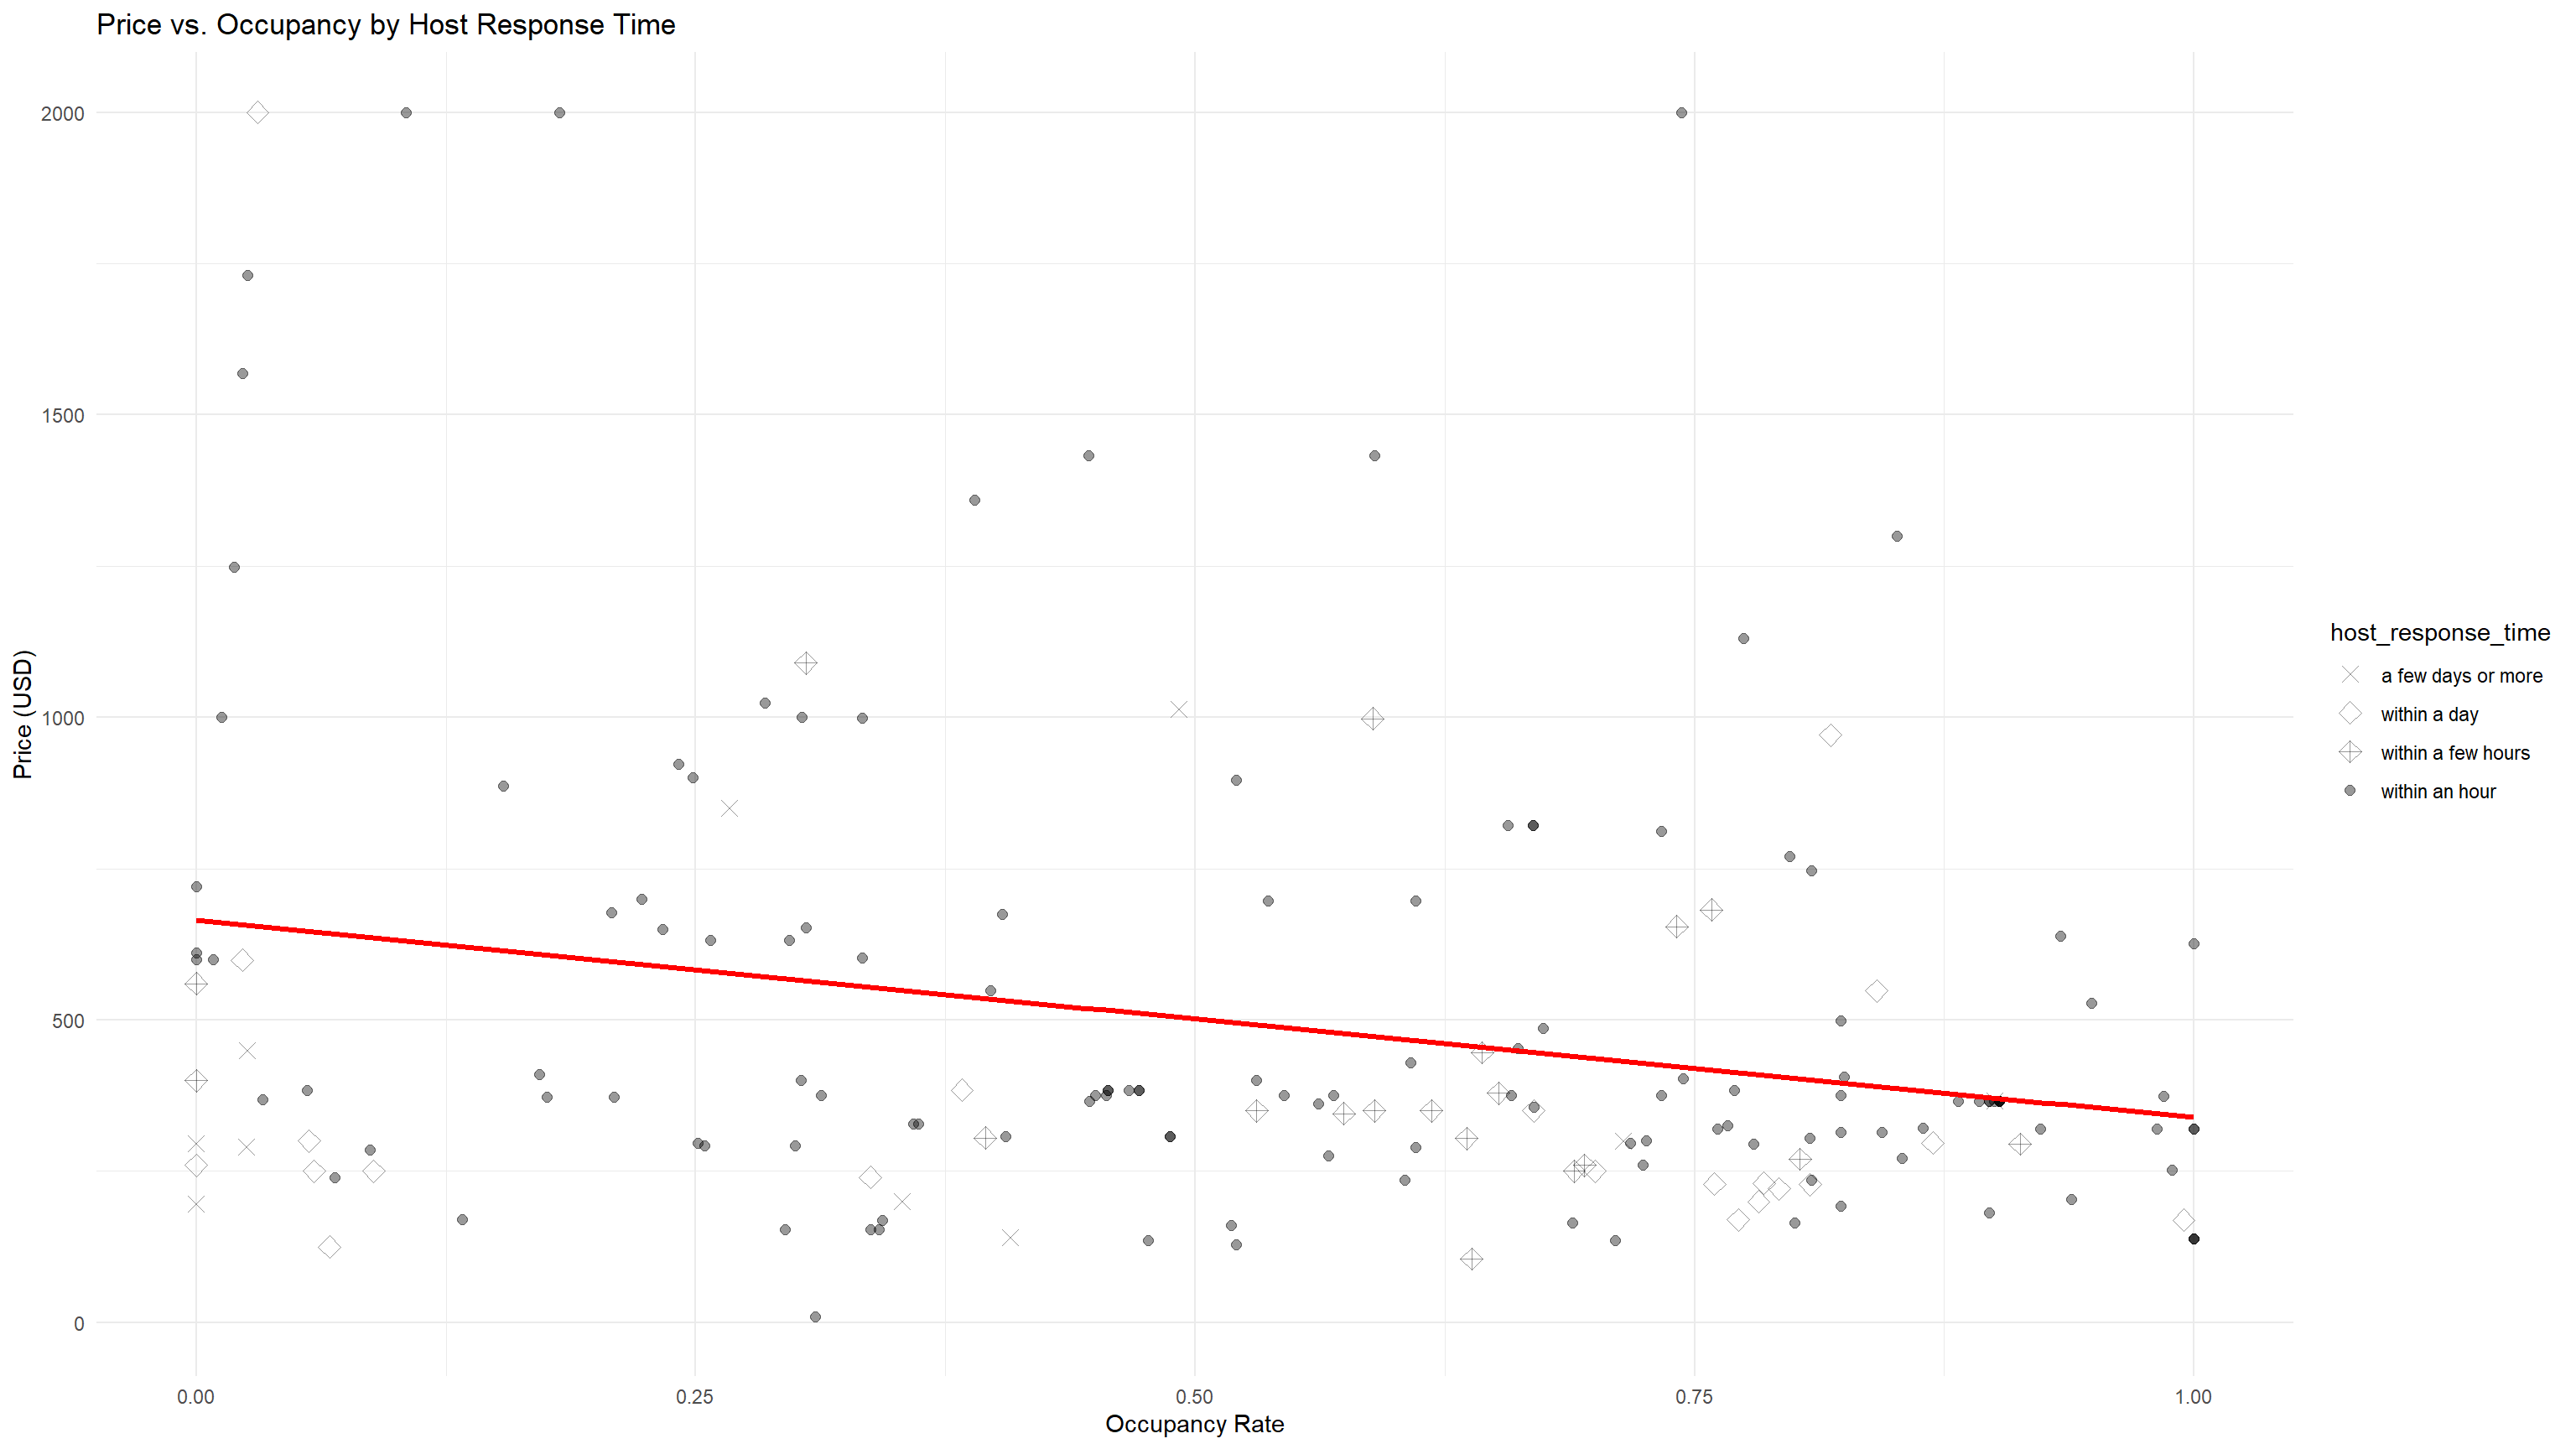 Price vs. Occupancy by Host Response Time
Price (USD)
2000
1500
1000
500
0
0.00
0.25
0.50
0.75
1.00
Occupancy Rate
host_response_time
a few days or more
within a day
within a few hours
within an hour